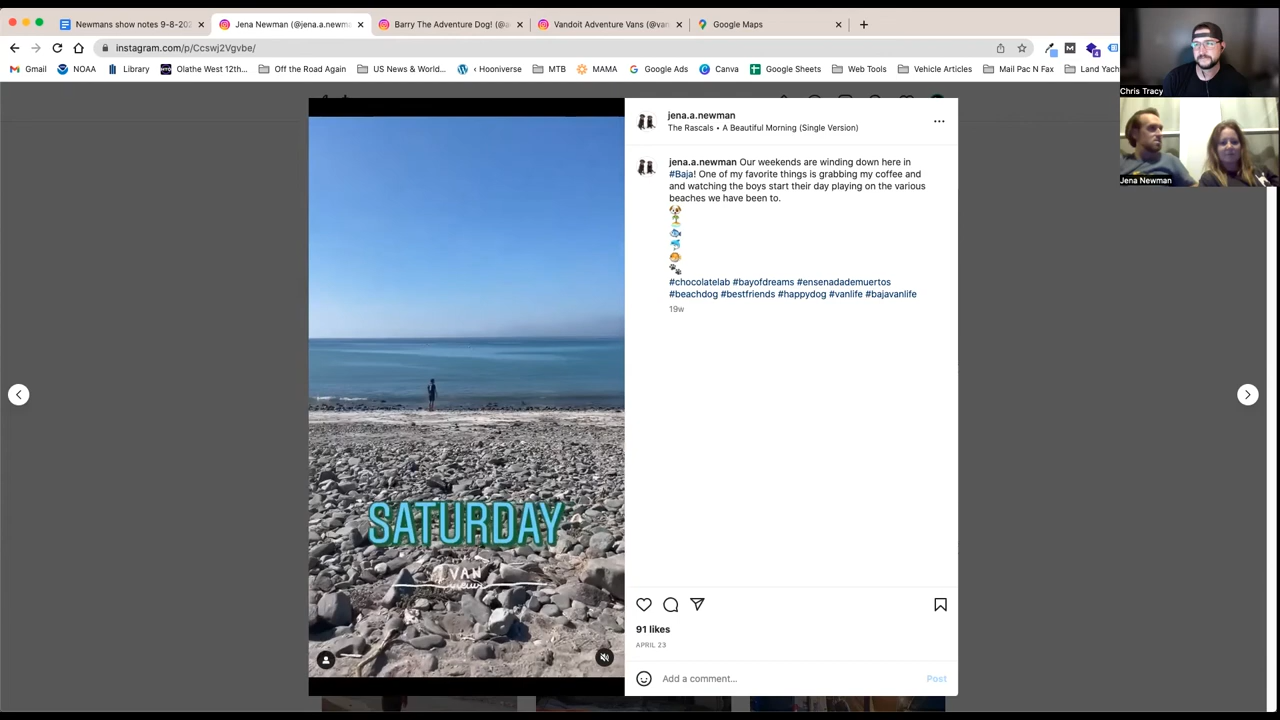 Newmans show notes 9-8-202
Jena Newman (@jena.a.newm
Barry The Adventure Dog! (@a
Vandoit Adventure Vans (@van
Google Maps
instagram.com/p/Ccswj2Vgvbe/
Gmail
NOAA
Library
Olathe West 12th...
Off the Road Again
US News & World...
‹ Hooniverse
MTB
MAMA
Google Ads
Canva
Google Sheets
Web Tools
Vehicle Articles
Mail Pac N Fax
Land Yach
Chris Tracy
Jena Newman
jena.a.newman
The Rascals • A Beautiful Morning (Single Version)
jena.a.newman Our weekends are winding down here in
#Baja! One of my favorite things is grabbing my coffee and
and watching the boys start their day playing on the various
beaches we have been to.
#chocolatelab #bayofdreams #ensenadademuertos
#beachdog #bestfriends #happydog #vanlife #bajavanlife
19w
SATURDAY
VAN
91 likes
APRIL 23
Add a comment...
Post